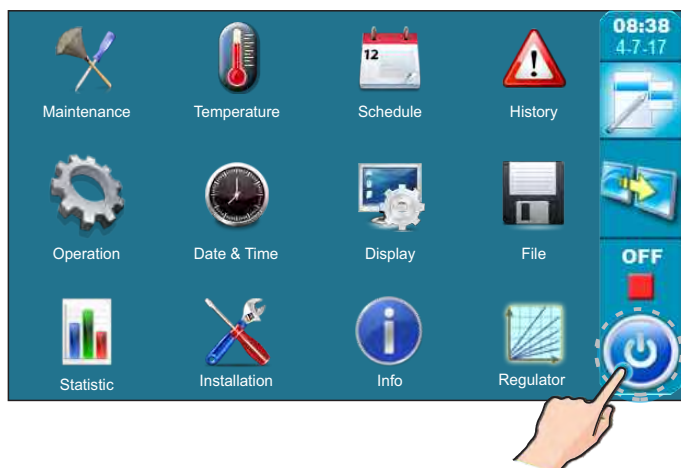 08:38
4-7-17
12
Maintenance
Temperature
Schedule
History
Operation
Date & Time
Display
File
OFF
Statistic
Installation
Info
Regulator